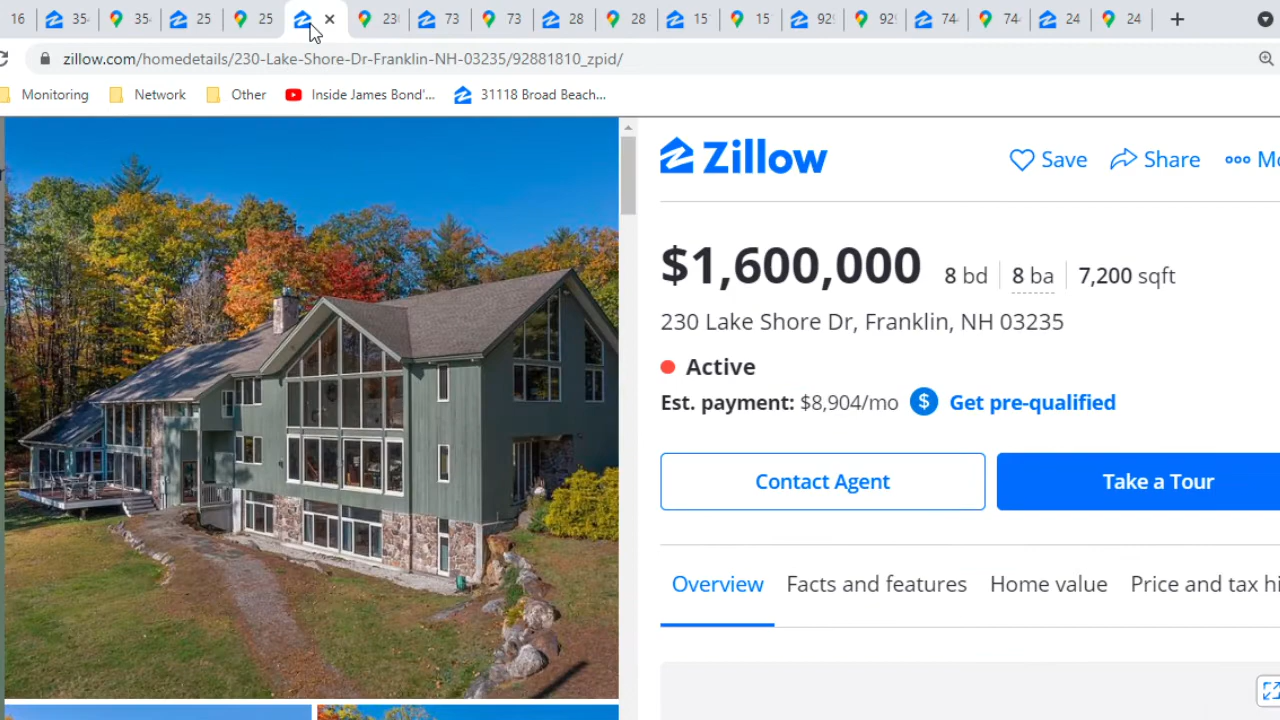 16 35 35 25 25 23 73 73 28 28 15 15 92 92 74 74 24 24
zillow.com/homedetails/230-Lake-Shore-Dr-Franklin-NH-03235/92881810_zpid/
Monitoring Network Other Inside James Bond'... 31118 Broad Beach...
Zillow Save Share
$1,600,000 8 bd 8 ba 7,200 sqft
230 Lake Shore Dr, Franklin, NH 03235
Active
Est. payment: $8,904/mo $ Get pre-qualified
Contact Agent Take a Tour
Overview Facts and features Home value Price and tax hi